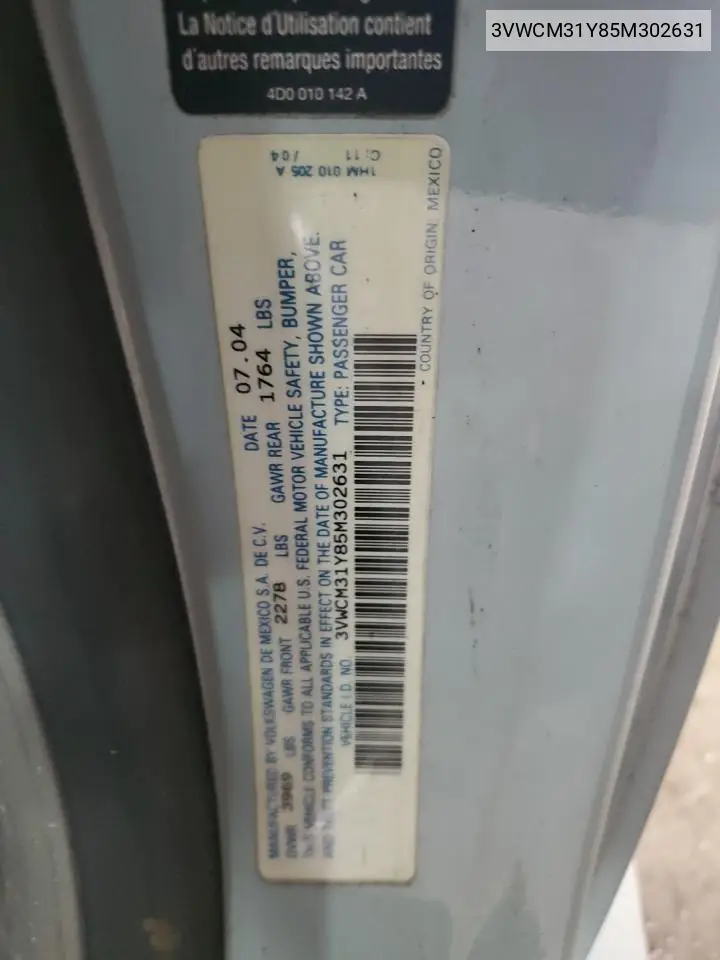 3VWCM31Y85M302631
La Notice d'Utilisation contient
d'autres remarques importantes
4D0 010 142 A
1HM 010 205 A
C:11 /04
MANUFACTURED BY VOLKSWAGEN DE MEXICO S.A. DE C.V. DATE 07.04
GVWR 3969 LBS GAWR FRONT 2278 LBS GAWR REAR 1764 LBS
THIS VEHICLE CONFORMS TO ALL APPLICABLE U.S. FEDERAL MOTOR VEHICLE SAFETY, BUMPER,
AND THEFT PREVENTION STANDARDS IN EFFECT ON THE DATE OF MANUFACTURE SHOWN ABOVE.
VEHICLE I.D. NO. 3VWCM31Y85M302631 TYPE: PASSENGER CAR
• COUNTRY OF ORIGIN: MEXICO